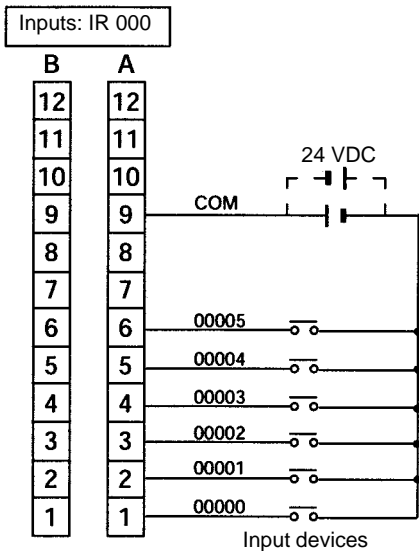 Inputs: IR 000
B A
12 12
11 11
10 10
24 VDC
9 9 COM
8 8
7 7
6 6 00005
5 5 00004
4 4 00003
3 3 00002
2 2 00001
1 1 00000
Input devices